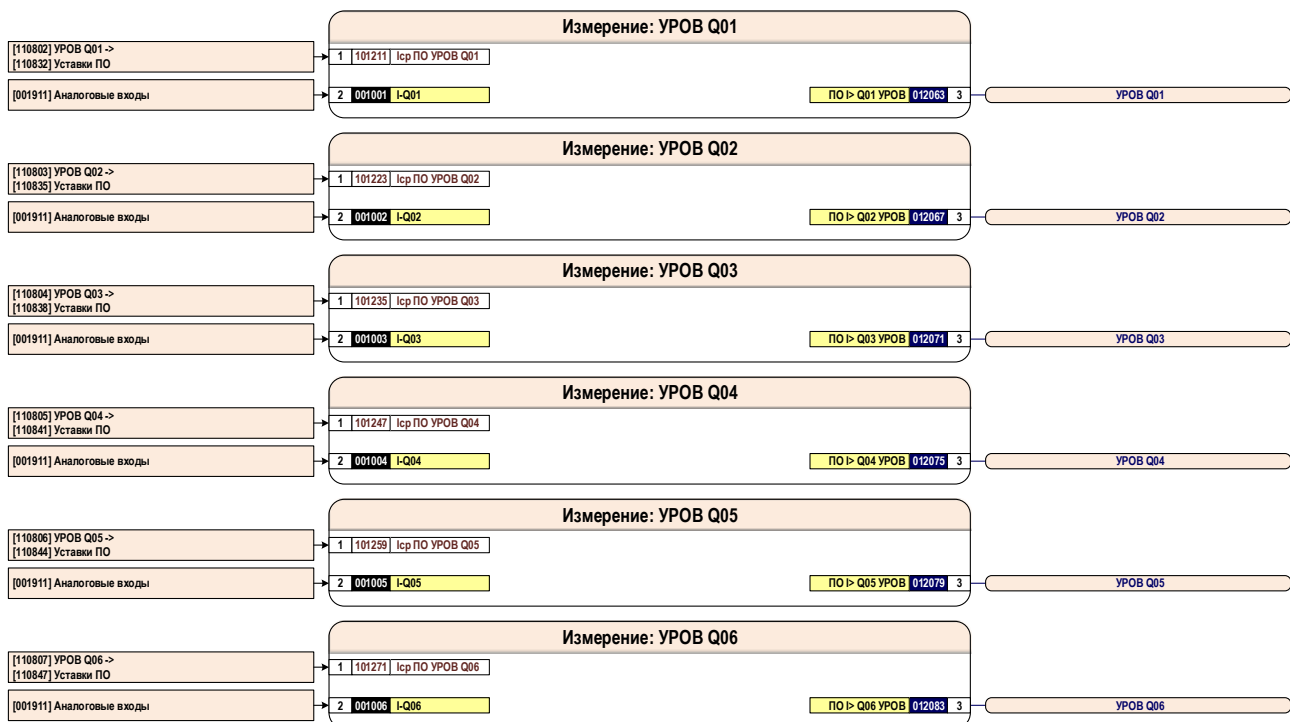 Измерение: УРОВ Q01
[110802] УРОВ Q01 ->
[110832] Уставки ПО
1 101211 Iср ПО УРОВ Q01
[001911] Аналоговые входы
2 001001 I-Q01
ПО I> Q01 УРОВ 012063 3
УРОВ Q01
Измерение: УРОВ Q02
[110803] УРОВ Q02 ->
[110835] Уставки ПО
1 101223 Iср ПО УРОВ Q02
[001911] Аналоговые входы
2 001002 I-Q02
ПО I> Q02 УРОВ 012067 3
УРОВ Q02
Измерение: УРОВ Q03
[110804] УРОВ Q03 ->
[110838] Уставки ПО
1 101235 Iср ПО УРОВ Q03
[001911] Аналоговые входы
2 001003 I-Q03
ПО I> Q03 УРОВ 012071 3
УРОВ Q03
Измерение: УРОВ Q04
[110805] УРОВ Q04 ->
[110841] Уставки ПО
1 101247 Iср ПО УРОВ Q04
[001911] Аналоговые входы
2 001004 I-Q04
ПО I> Q04 УРОВ 012075 3
УРОВ Q04
Измерение: УРОВ Q05
[110806] УРОВ Q05 ->
[110844] Уставки ПО
1 101259 Iср ПО УРОВ Q05
[001911] Аналоговые входы
2 001005 I-Q05
ПО I> Q05 УРОВ 012079 3
УРОВ Q05
Измерение: УРОВ Q06
[110807] УРОВ Q06 ->
[110847] Уставки ПО
1 101271 Iср ПО УРОВ Q06
[001911] Аналоговые входы
2 001006 I-Q06
ПО I> Q06 УРОВ 012083 3
УРОВ Q06